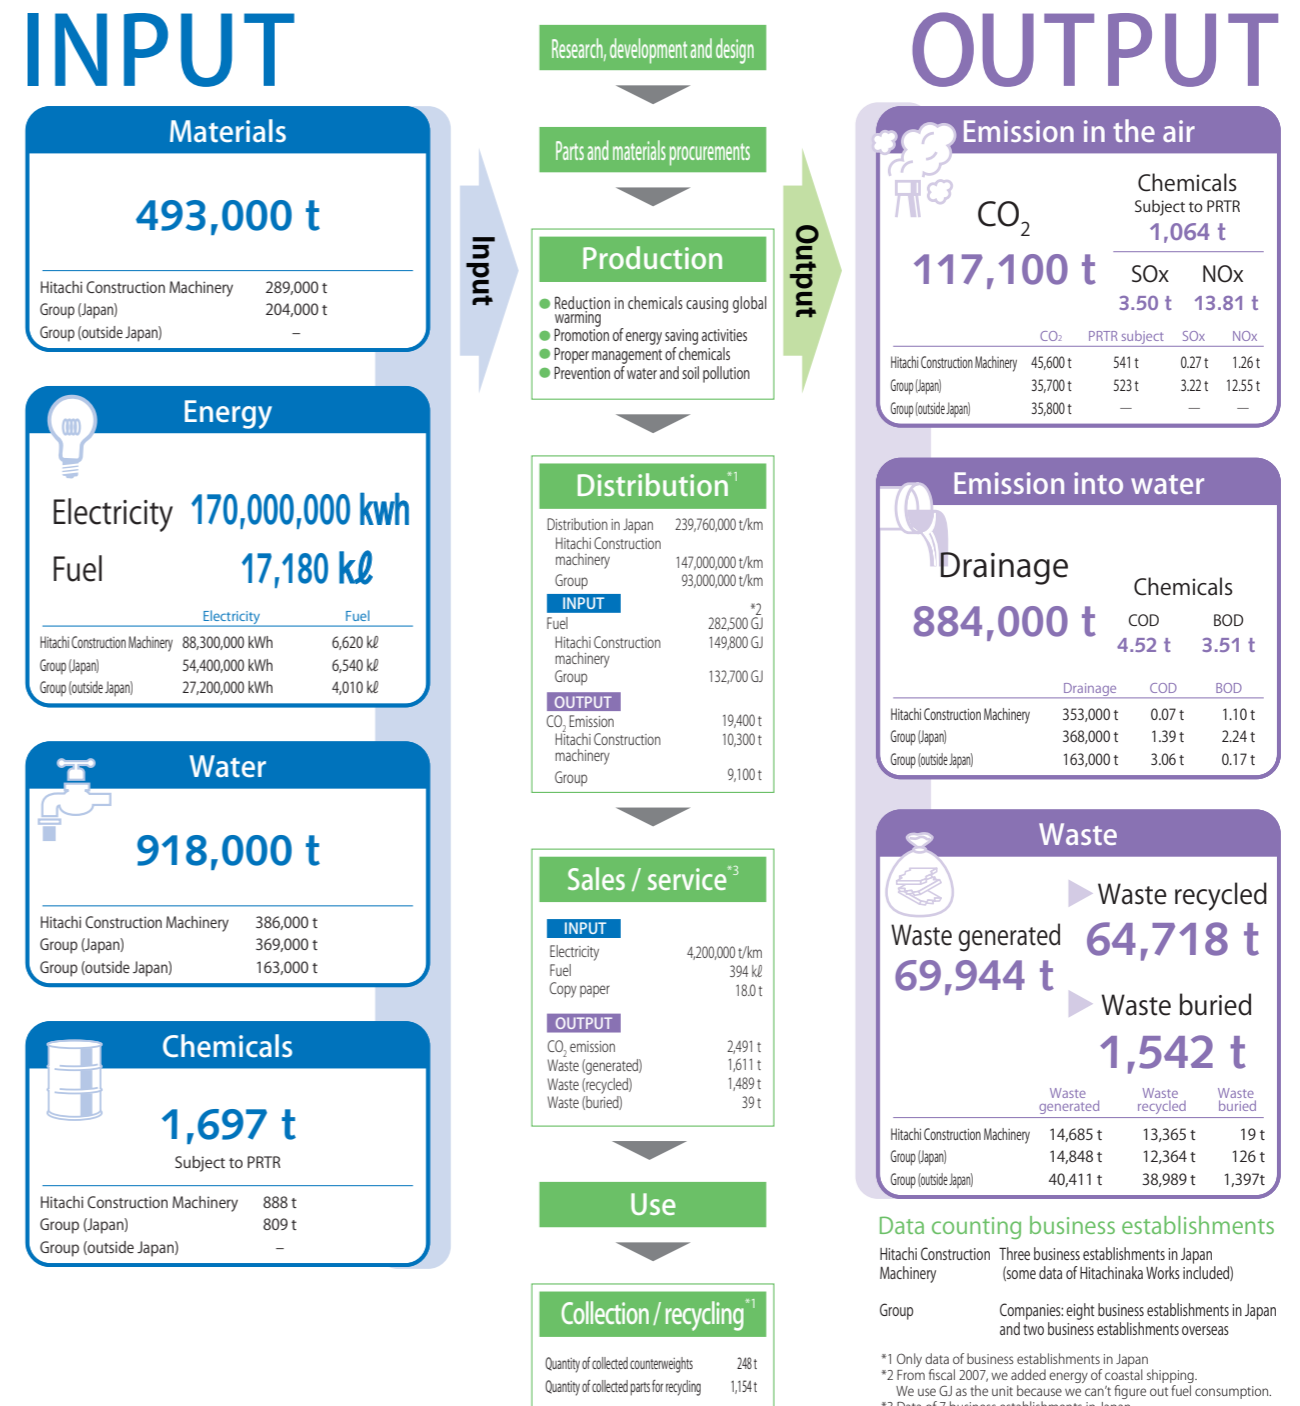 INPUT
Materials
493,000 t
Hitachi Construction Machinery 289,000 t
Group (Japan) 204,000 t
Group (outside Japan) –
Energy
Electricity 170,000,000 kwh
Fuel 17,180 kℓ
Electricity Fuel
Hitachi Construction Machinery 88,300,000 kWh 6,620 kℓ
Group (Japan) 54,400,000 kWh 6,540 kℓ
Group (outside Japan) 27,200,000 kWh 4,010 kℓ
Water
918,000 t
Hitachi Construction Machinery 386,000 t
Group (Japan) 369,000 t
Group (outside Japan) 163,000 t
Chemicals
1,697 t
Subject to PRTR
Hitachi Construction Machinery 888 t
Group (Japan) 809 t
Group (outside Japan) –
Input
Research, development and design
Parts and materials procurements
Production
● Reduction in chemicals causing global
warming
● Promotion of energy saving activities
● Proper management of chemicals
● Prevention of water and soil pollution
Distribution*1
Distribution in Japan 239,760,000 t/km
Hitachi Construction
machinery 147,000,000 t/km
Group 93,000,000 t/km
INPUT *2
Fuel 282,500 GJ
Hitachi Construction 149,800 GJ
machinery
Group 132,700 GJ
OUTPUT
CO2 Emission 19,400 t
Hitachi Construction 10,300 t
machinery
Group 9,100 t
Sales / service*3
INPUT
Electricity 4,200,000 t/km
Fuel 394 kℓ
Copy paper 18.0 t
OUTPUT
CO2 emission 2,491 t
Waste (generated) 1,611 t
Waste (recycled) 1,489 t
Waste (buried) 39 t
Use
Collection / recycling*1
Quantity of collected counterweights 248 t
Quantity of collected parts for recycling 1,154 t
Output
OUTPUT
Emission in the air
CO2
117,100 t
Chemicals
Subject to PRTR
1,064 t
SOx NOx
3.50 t 13.81 t
CO2 PRTR subject SOx NOx
Hitachi Construction Machinery 45,600 t 541 t 0.27 t 1.26 t
Group (Japan) 35,700 t 523 t 3.22 t 12.55 t
Group (outside Japan) 35,800 t — — —
Emission into water
Drainage
884,000 t
Chemicals
COD BOD
4.52 t 3.51 t
Drainage COD BOD
Hitachi Construction Machinery 353,000 t 0.07 t 1.10 t
Group (Japan) 368,000 t 1.39 t 2.24 t
Group (outside Japan) 163,000 t 3.06 t 0.17 t
Waste
Waste generated
69,944 t
Waste recycled
64,718 t
Waste buried
1,542 t
Waste Waste Waste
generated recycled buried
Hitachi Construction Machinery 14,685 t 13,365 t 19 t
Group (Japan) 14,848 t 12,364 t 126 t
Group (outside Japan) 40,411 t 38,989 t 1,397t
Data counting business establishments
Hitachi Construction Three business establishments in Japan
Machinery (some data of Hitachinaka Works included)
Group Companies: eight business establishments in Japan
and two business establishments overseas
*1 Only data of business establishments in Japan
*2 From fiscal 2007, we added energy of coastal shipping.
We use GJ as the unit because we can't figure out fuel consumption.
*3 Data of 7 business establishments in Japan